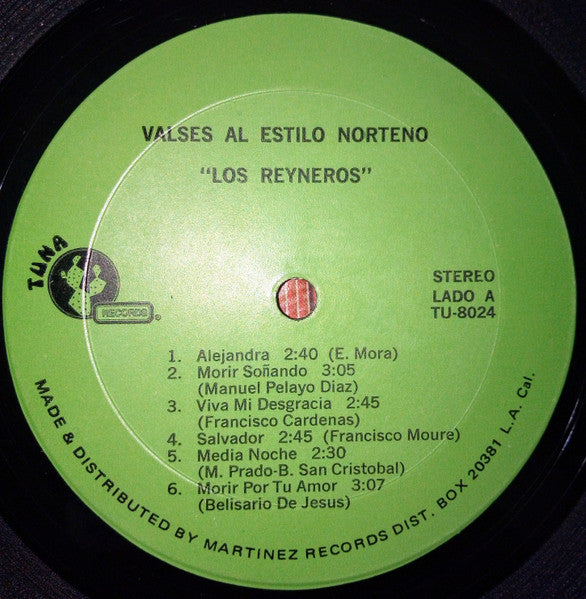 VALSES AL ESTILO NORTENO
"LOS REYNEROS"
TUNA
RECORDS
STEREO
LADO A
TU-8024
1. Alejandra 2:40 (E. Mora)
2. Morir Soñando 3:05
(Manuel Pelayo Diaz)
3. Viva Mi Desgracia 2:45
(Francisco Cardenas)
4. Salvador 2:45 (Francisco Moure)
5. Media Noche 2:30
(M. Prado-B. San Cristobal)
6. Morir Por Tu Amor 3:07
(Belisario De Jesus)
MADE & DISTRIBUTED BY MARTINEZ RECORDS DIST. BOX 20381 L.A. Cal.